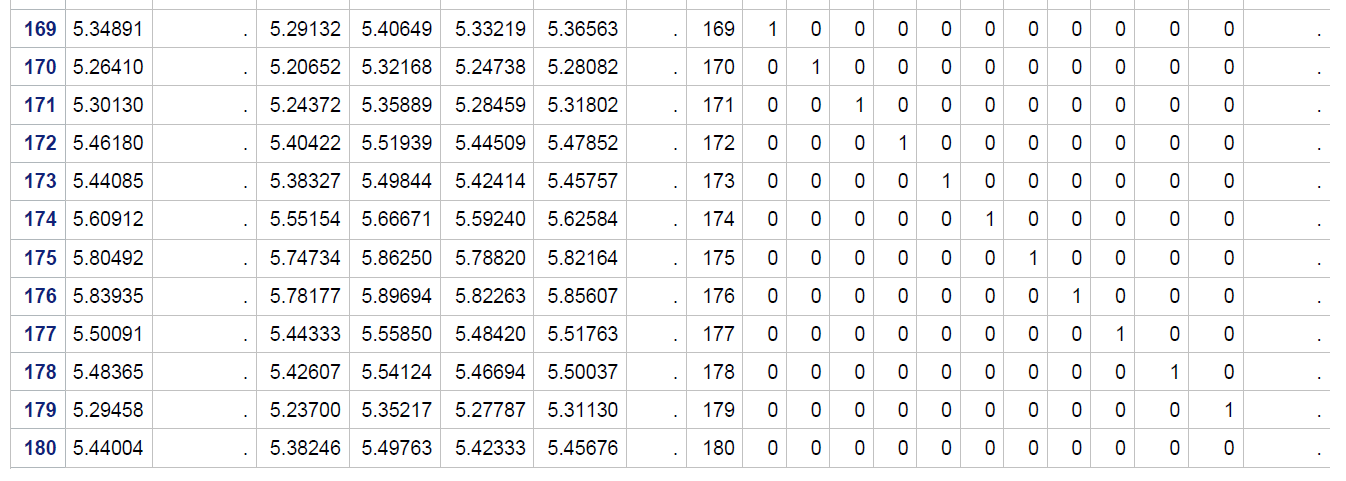 169 5.34891 . 5.29132 5.40649 5.33219 5.36563 . 169 1 0 0 0 0 0 0 0 0 0 0 .
170 5.26410 . 5.20652 5.32168 5.24738 5.28082 . 170 0 1 0 0 0 0 0 0 0 0 0 .
171 5.30130 . 5.24372 5.35889 5.28459 5.31802 . 171 0 0 1 0 0 0 0 0 0 0 0 .
172 5.46180 . 5.40422 5.51939 5.44509 5.47852 . 172 0 0 0 1 0 0 0 0 0 0 0 .
173 5.44085 . 5.38327 5.49844 5.42414 5.45757 . 173 0 0 0 0 1 0 0 0 0 0 0 .
174 5.60912 . 5.55154 5.66671 5.59240 5.62584 . 174 0 0 0 0 0 1 0 0 0 0 0 .
175 5.80492 . 5.74734 5.86250 5.78820 5.82164 . 175 0 0 0 0 0 0 1 0 0 0 0 .
176 5.83935 . 5.78177 5.89694 5.82263 5.85607 . 176 0 0 0 0 0 0 0 1 0 0 0 .
177 5.50091 . 5.44333 5.55850 5.48420 5.51763 . 177 0 0 0 0 0 0 0 0 1 0 0 .
178 5.48365 . 5.42607 5.54124 5.46694 5.50037 . 178 0 0 0 0 0 0 0 0 0 1 0 .
179 5.29458 . 5.23700 5.35217 5.27787 5.31130 . 179 0 0 0 0 0 0 0 0 0 0 1 .
180 5.44004 . 5.38246 5.49763 5.42333 5.45676 . 180 0 0 0 0 0 0 0 0 0 0 0 .